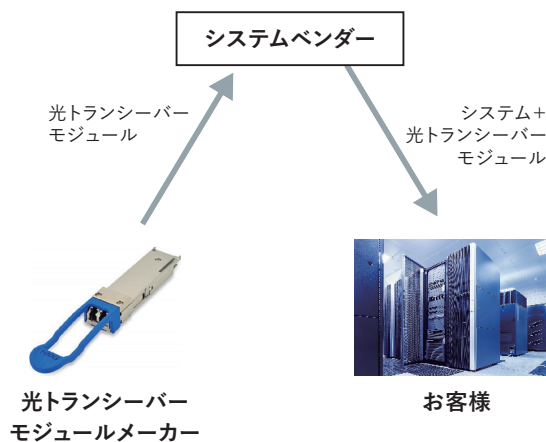 システムベンダー
光トランシーバー
モジュール
システム+
光トランシーバー
モジュール
光トランシーバー
モジュールメーカー
お客様